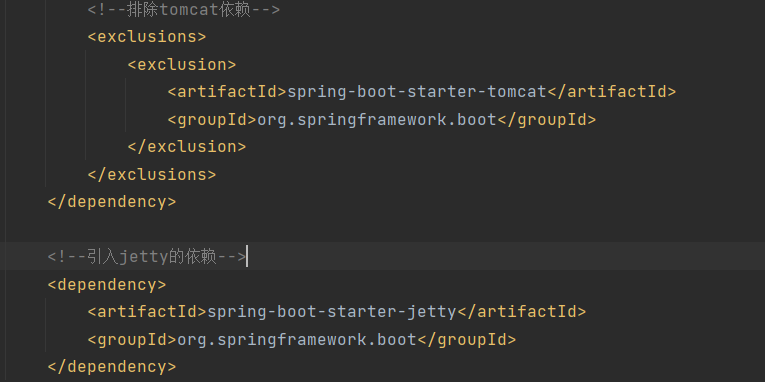 <!--排除tomcat依赖-->
<exclusions>
<exclusion>
<artifactId>spring-boot-starter-tomcat</artifactId>
<groupId>org.springframework.boot</groupId>
</exclusion>
</exclusions>
</dependency>
<!--引入jetty的依赖-->
<dependency>
<artifactId>spring-boot-starter-jetty</artifactId>
<groupId>org.springframework.boot</groupId>
</dependency>